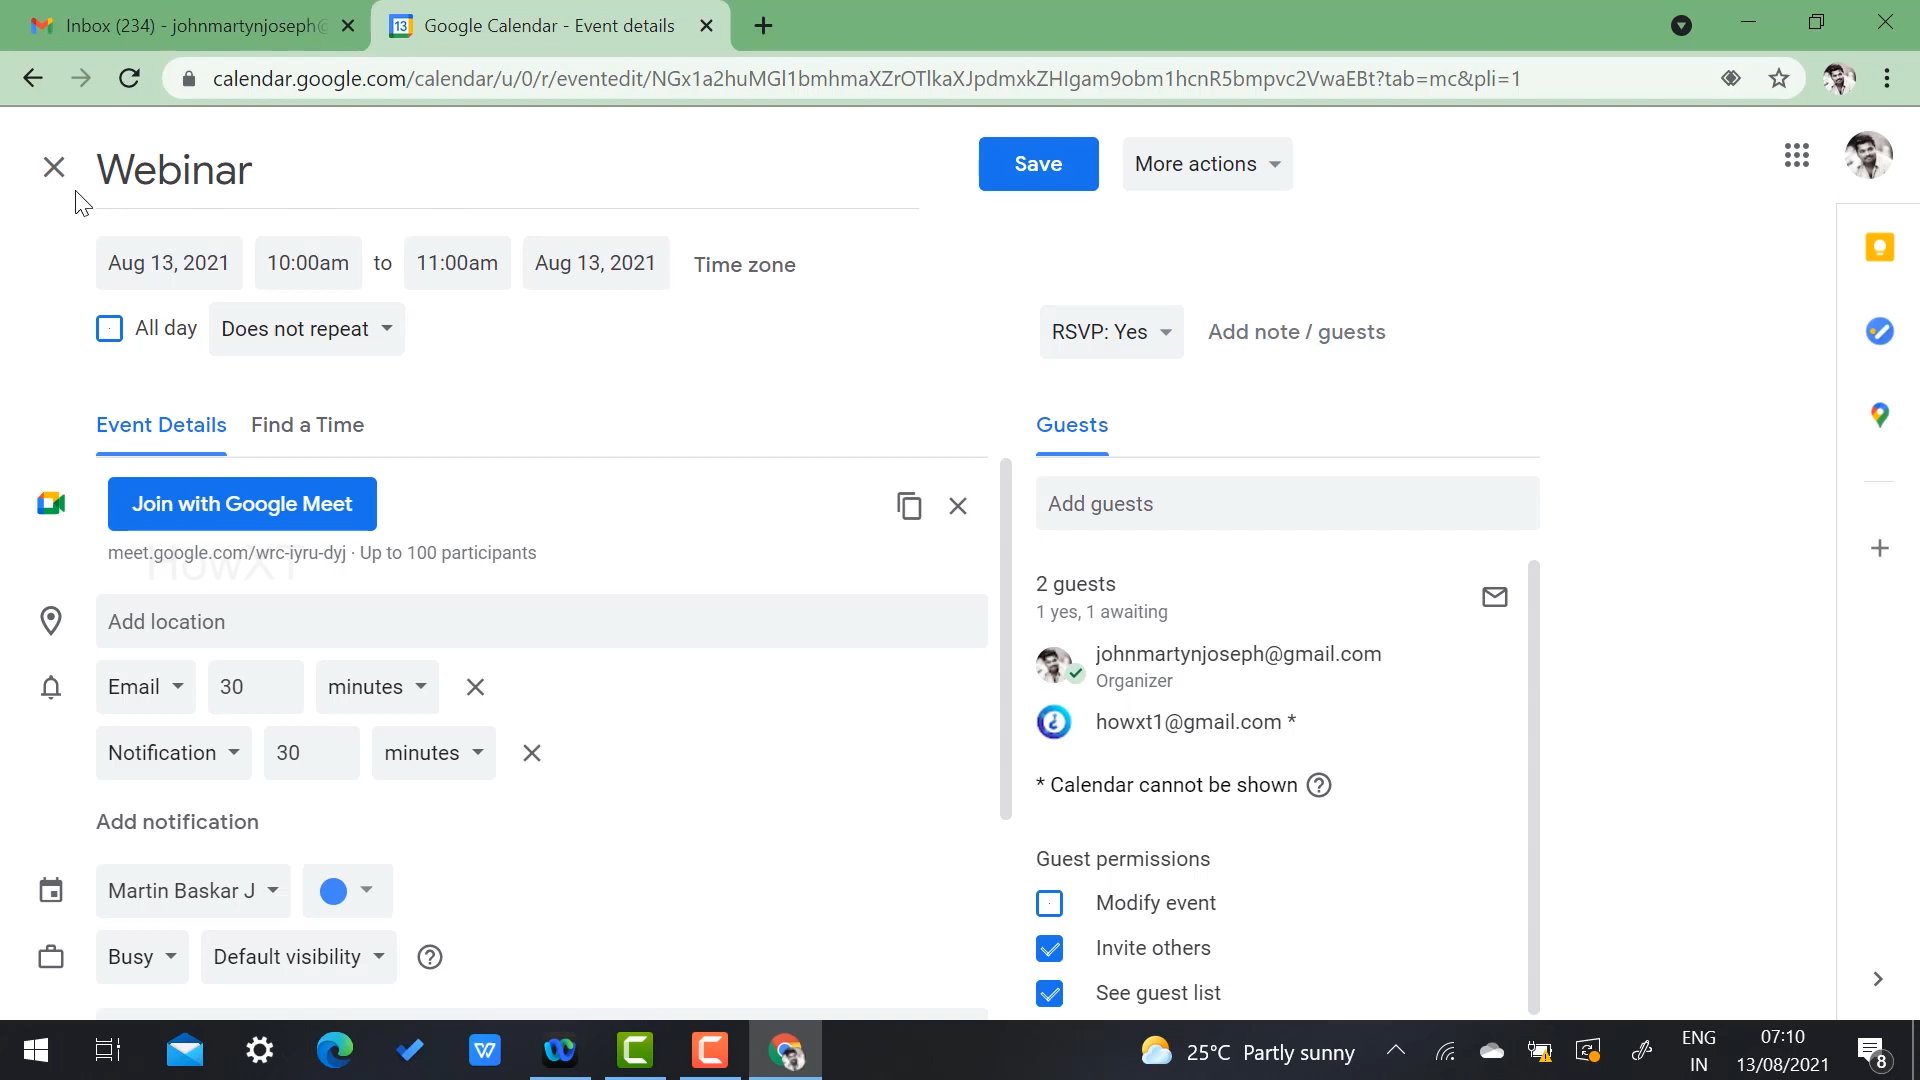 Inbox (234) - johnmartynjoseph@
13 Google Calendar - Event details
calendar.google.com/calendar/u/0/r/eventedit/NGx1a2huMGl1bmhmaXZrOTlkaXJpdmxkZHIgam9obm1hcnR5bmpvc2VwaEBt?tab=mc&pli=1
Webinar
Save
More actions
Aug 13, 2021 10:00am to 11:00am Aug 13, 2021 Time zone
All day Does not repeat
RSVP: Yes Add note / guests
Event Details Find a Time
Guests
Join with Google Meet
meet.google.com/wrc-iyru-dyj · Up to 100 participants
HOWXT
Add location
Email 30 minutes
Notification 30 minutes
Add notification
Martin Baskar J
Busy Default visibility
Add guests
2 guests
1 yes, 1 awaiting
johnmartynjoseph@gmail.com
Organizer
howxt1@gmail.com *
* Calendar cannot be shown
Guest permissions
Modify event
Invite others
See guest list
25°C Partly sunny
ENG
IN
07:10
13/08/2021
8